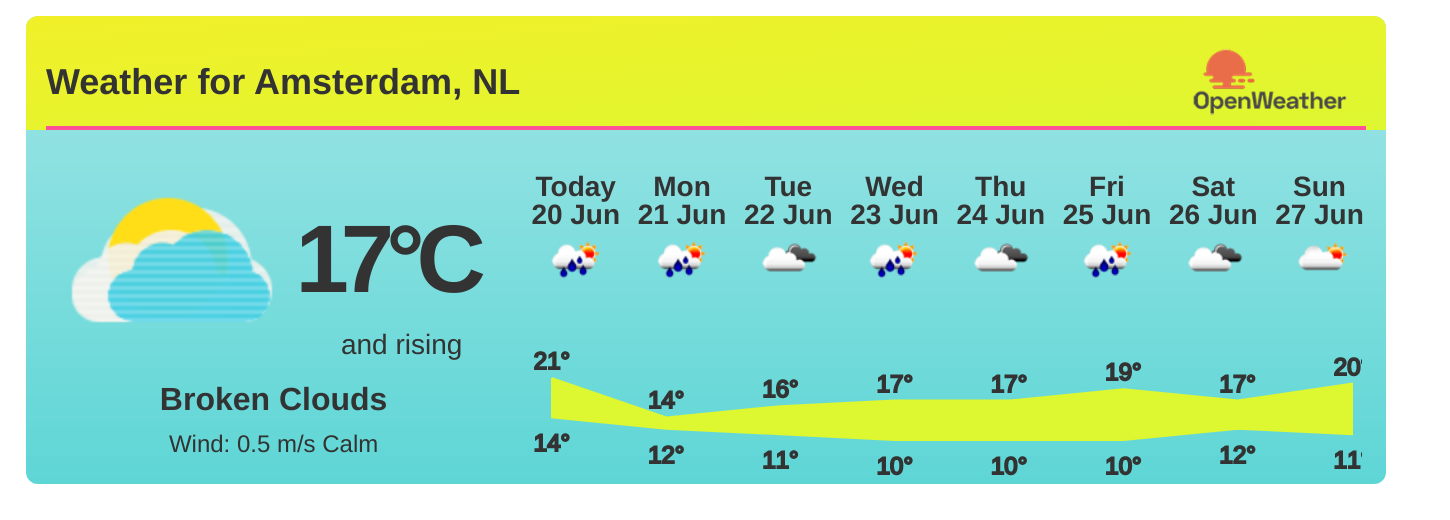 Weather for Amsterdam, NL
OpenWeather
17°C
and rising
Broken Clouds
Wind: 0.5 m/s Calm
Today Mon Tue Wed Thu Fri Sat Sun
20 Jun 21 Jun 22 Jun 23 Jun 24 Jun 25 Jun 26 Jun 27 Jun
21° 14° 16° 17° 17° 19° 17° 20°
14° 12° 11° 10° 10° 10° 12° 11°